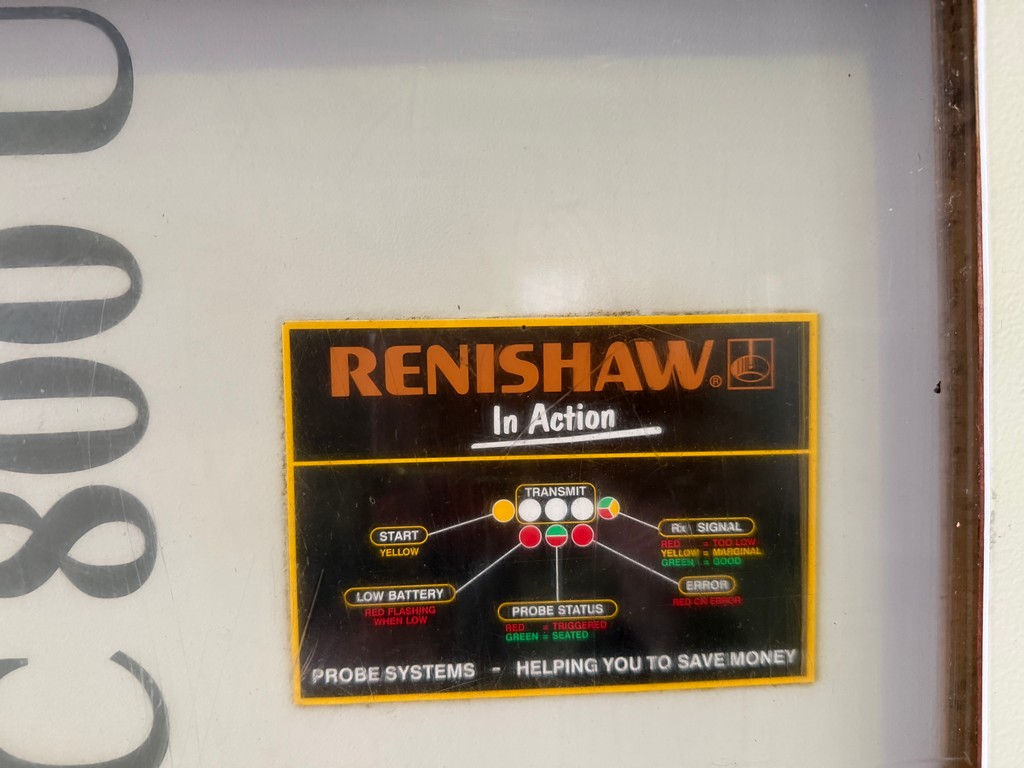 C800U
RENISHAW®
In Action
TRANSMIT
START
YELLOW
Rx SIGNAL
RED = TOO LOW
YELLOW = MARGINAL
GREEN = GOOD
LOW BATTERY
RED FLASHING
WHEN LOW
PROBE STATUS
RED = TRIGGERED
GREEN = SEATED
ERROR
RED ON ERROR
PROBE SYSTEMS - HELPING YOU TO SAVE MONEY